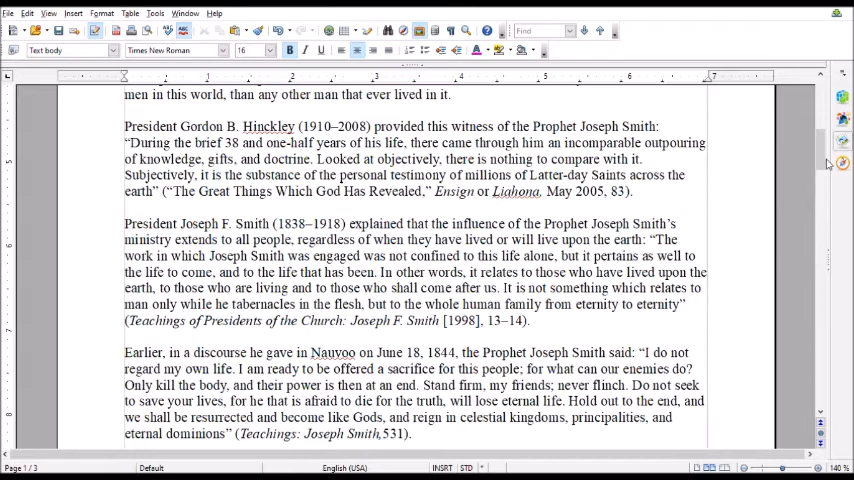 File Edit View Insert Format Table Tools Window Help
Text body Times New Roman 16 B I U A Find
1 2 3 4 5 6 7
men in this world, than any other man that ever lived in it.
President Gordon B. Hinckley (1910–2008) provided this witness of the Prophet Joseph Smith:
“During the brief 38 and one-half years of his life, there came through him an incomparable outpouring
of knowledge, gifts, and doctrine. Looked at objectively, there is nothing to compare with it.
Subjectively, it is the substance of the personal testimony of millions of Latter-day Saints across the
earth” (“The Great Things Which God Has Revealed,” Ensign or Liahona, May 2005, 83).
President Joseph F. Smith (1838–1918) explained that the influence of the Prophet Joseph Smith’s
ministry extends to all people, regardless of when they have lived or will live upon the earth: “The
work in which Joseph Smith was engaged was not confined to this life alone, but it pertains as well to
the life to come, and to the life that has been. In other words, it relates to those who have lived upon the
earth, to those who are living and to those who shall come after us. It is not something which relates to
man only while he tabernacles in the flesh, but to the whole human family from eternity to eternity”
(Teachings of Presidents of the Church: Joseph F. Smith [1998], 13–14).
Earlier, in a discourse he gave in Nauvoo on June 18, 1844, the Prophet Joseph Smith said: “I do not
regard my own life. I am ready to be offered a sacrifice for this people; for what can our enemies do?
Only kill the body, and their power is then at an end. Stand firm, my friends; never flinch. Do not seek
to save your lives, for he that is afraid to die for the truth, will lose eternal life. Hold out to the end, and
we shall be resurrected and become like Gods, and reign in celestial kingdoms, principalities, and
eternal dominions” (Teachings: Joseph Smith,531).
5
6
7
8
Page 1 / 3 Default English (USA) INSRT STD * 140 %